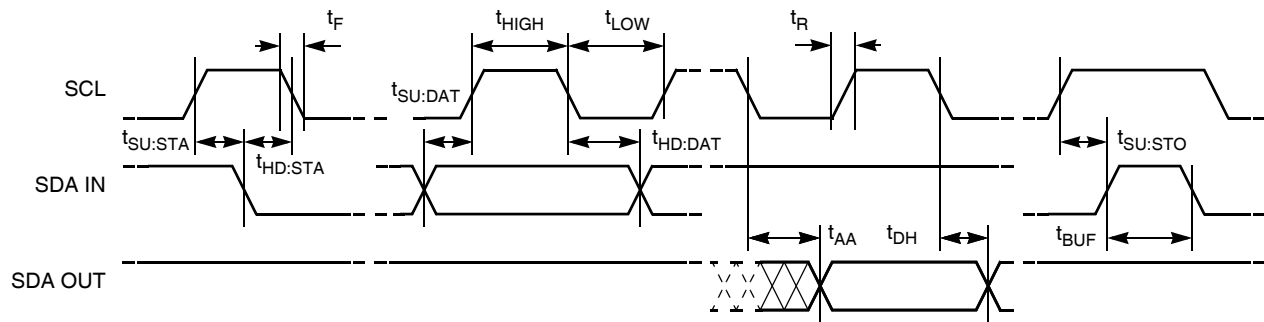 tF
tHIGH
tLOW
tR
SCL
tSU:DAT
tSU:STA
tHD:STA
tHD:DAT
tSU:STO
SDA IN
tAA
tDH
tBUF
SDA OUT